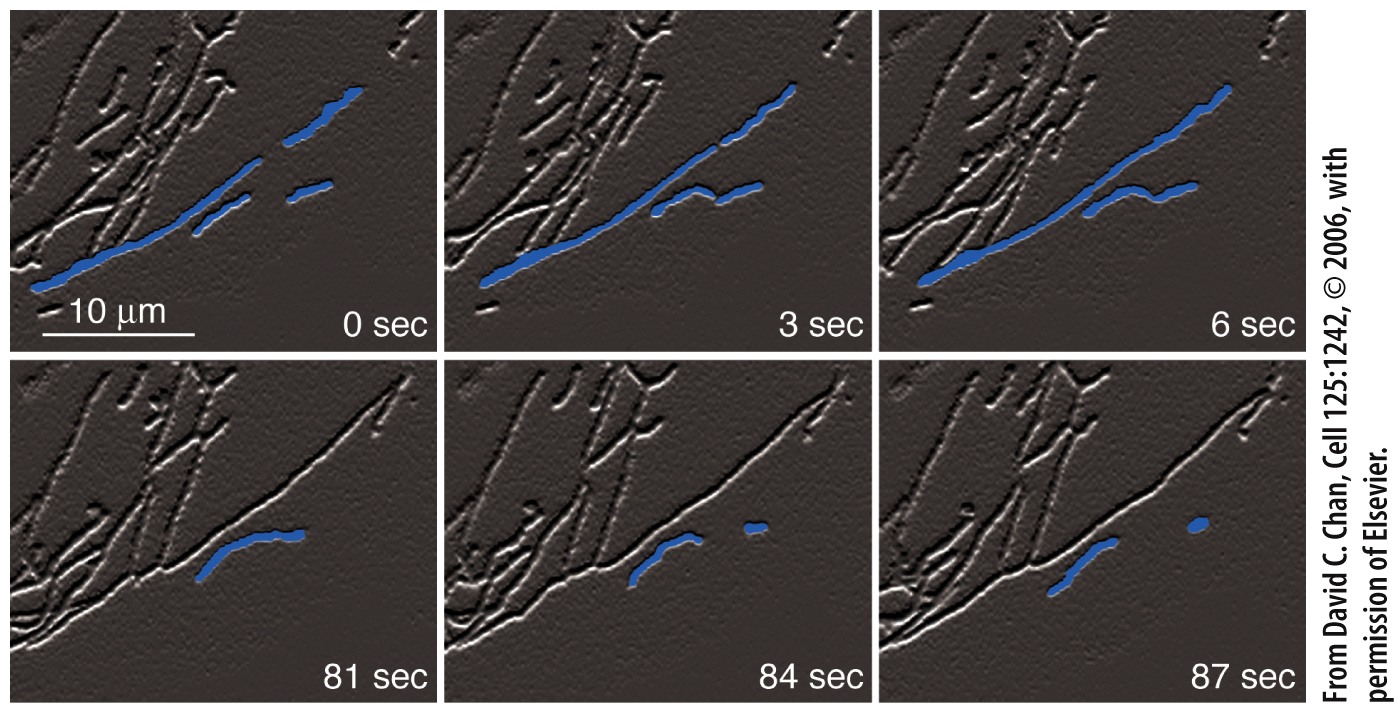 10 μm
0 sec
3 sec
6 sec
81 sec
84 sec
87 sec
From David C. Chan, Cell 125:1242, © 2006, with
permission of Elsevier.